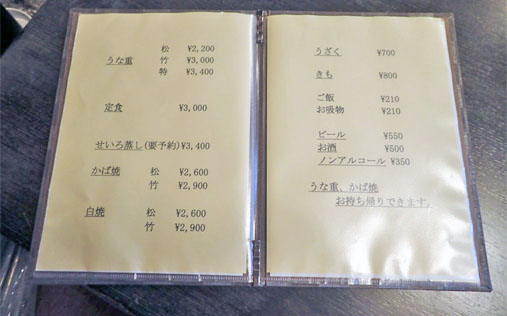 松 ¥2,200
うな重 竹 ¥3,000
特 ¥3,400
定食 ¥3,000
せいろ蒸し(要予約)¥3,400
かば焼 松 ¥2,600
竹 ¥2,900
白焼 松 ¥2,600
竹 ¥2,900
うざく ¥700
きも ¥800
ご飯 ¥210
お吸物 ¥210
ビール ¥550
お酒 ¥500
ノンアルコール ¥350
うな重、かば焼
お持ち帰りできます。